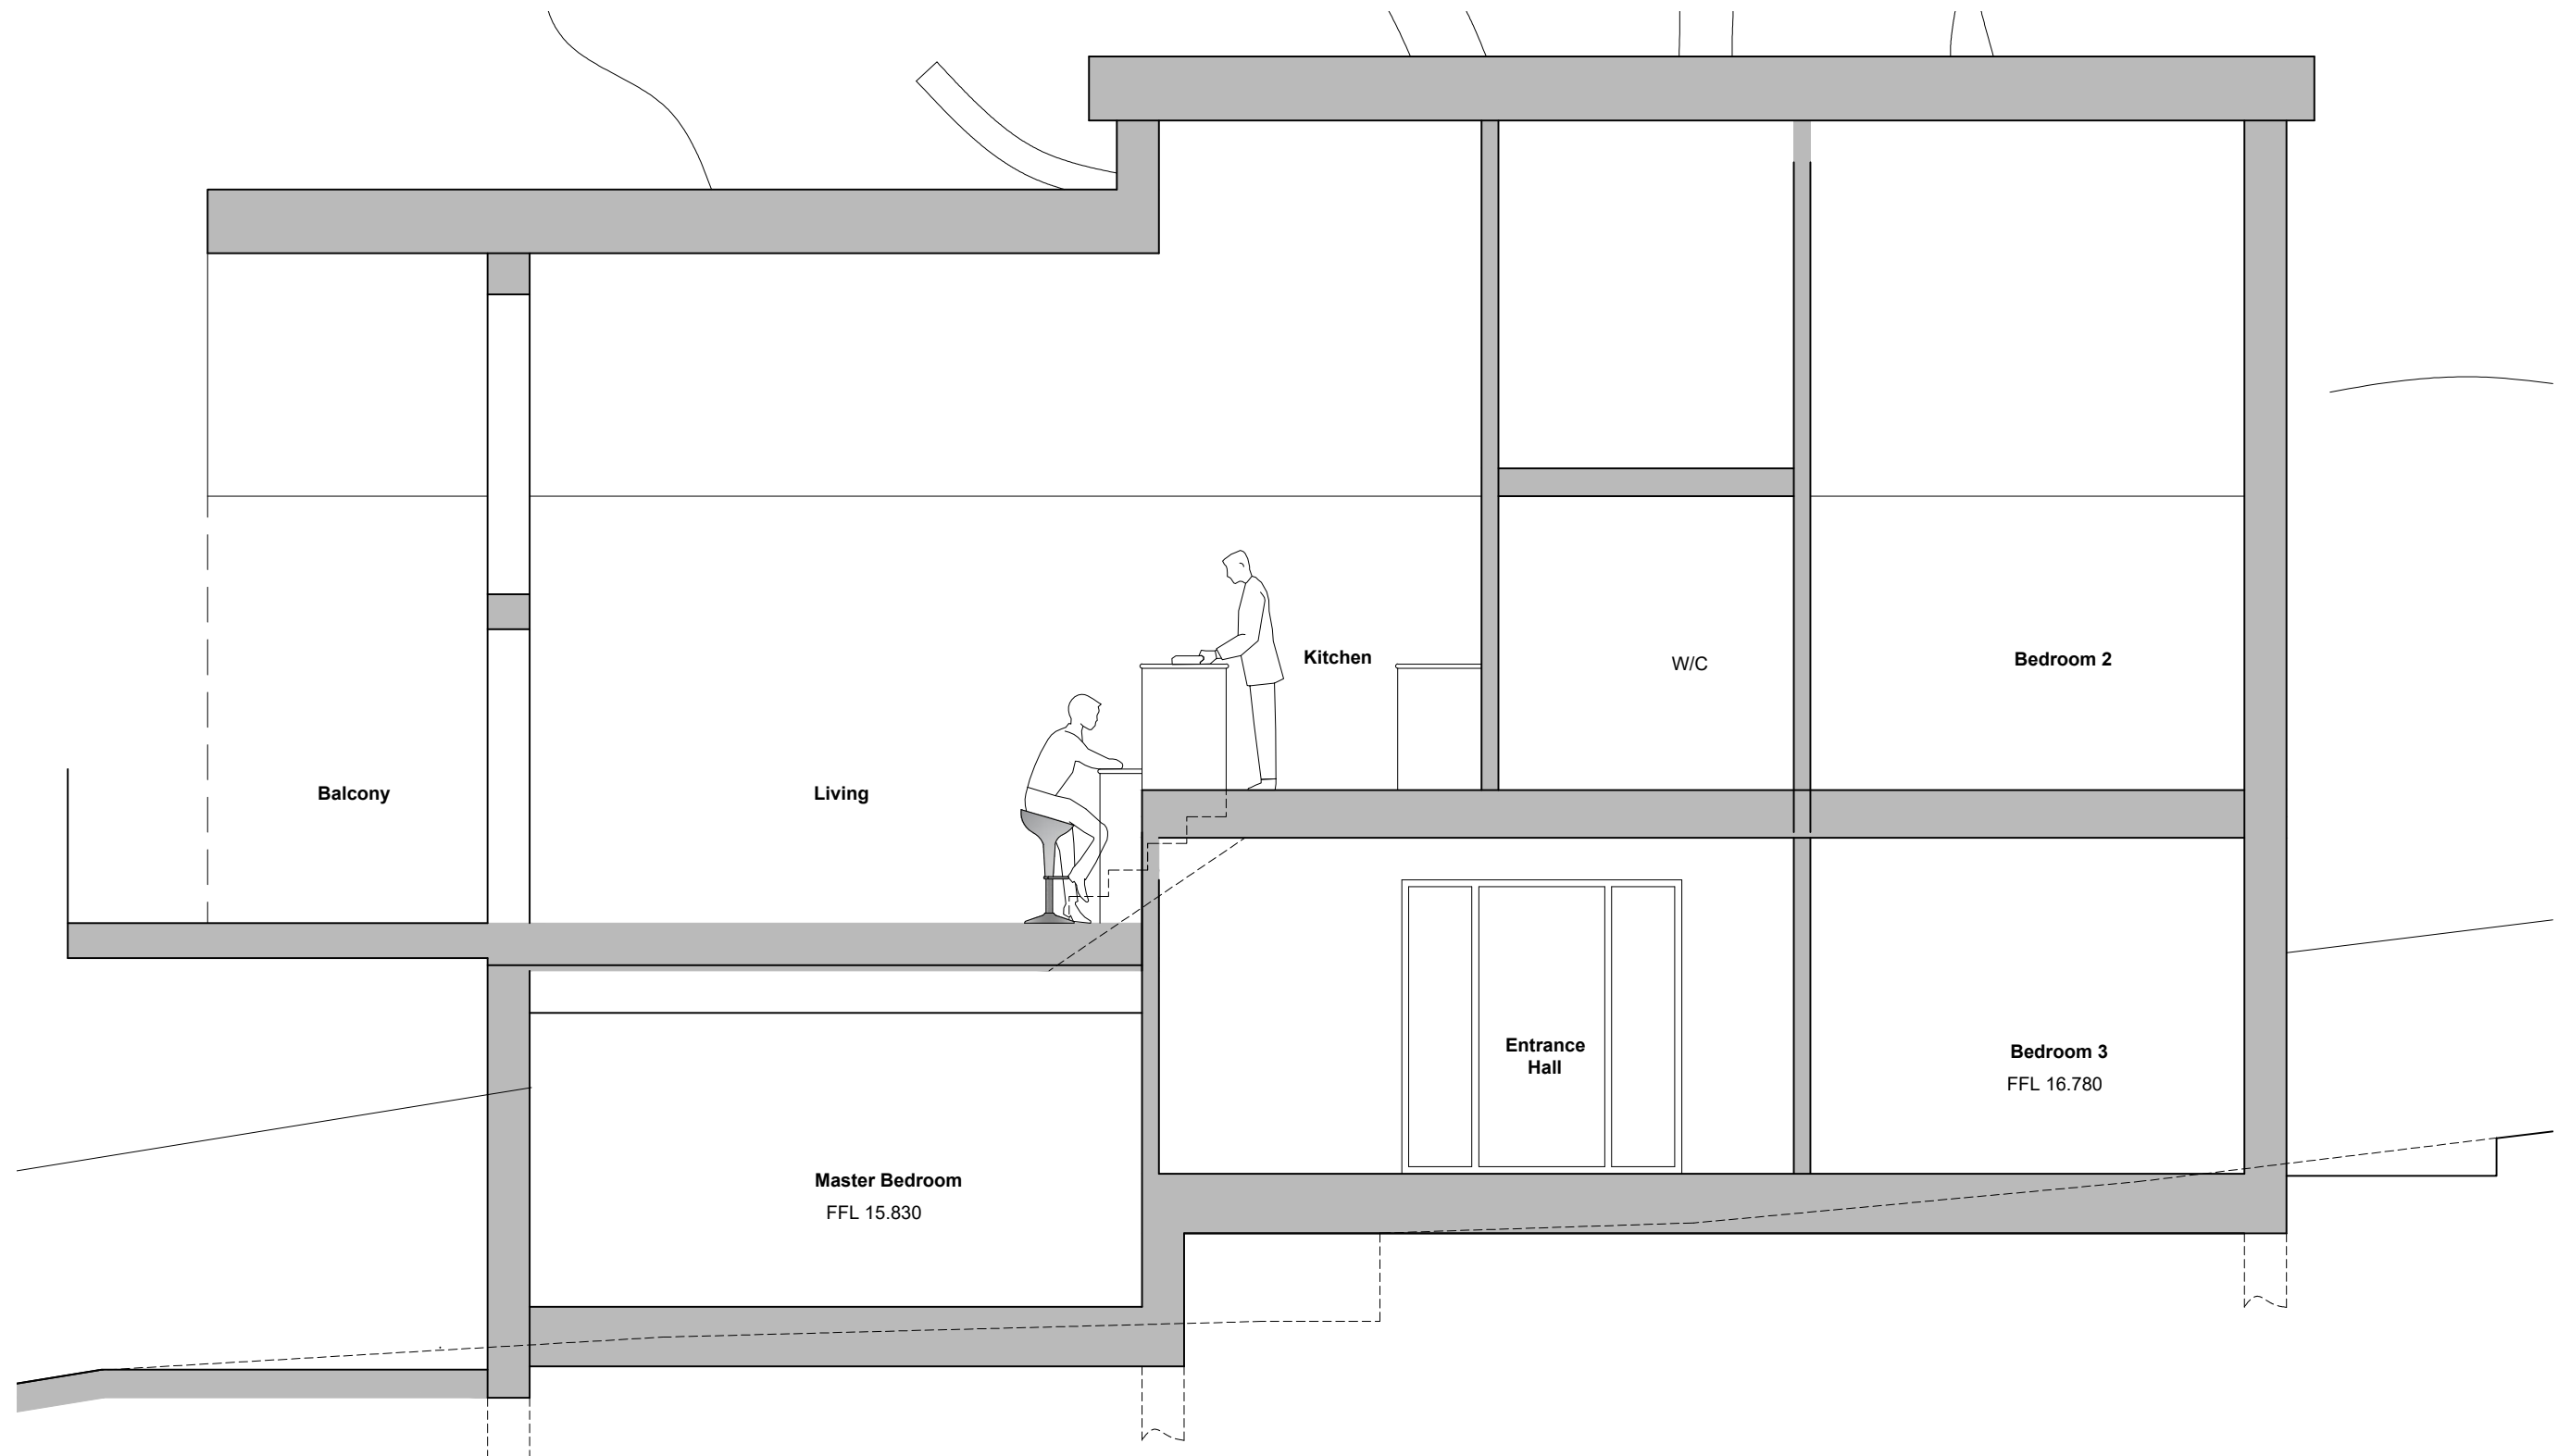 Kitchen
W/C
Bedroom 2
Balcony
Living
Entrance
Hall
Bedroom 3
FFL 16.780
Master Bedroom
FFL 15.830